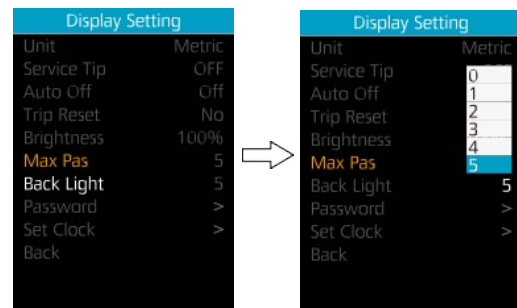 Display Setting
Unit Metric
Service Tip OFF
Auto Off Off
Trip Reset No
Brightness 100%
Max Pas 5
Back Light 5
Password >
Set Clock >
Back
Display Setting
Unit Metric
Service Tip
0
Auto Off 1
Trip Reset 2
3
Brightness 4
Max Pas 5
Back Light 5
Password >
Set Clock >
Back